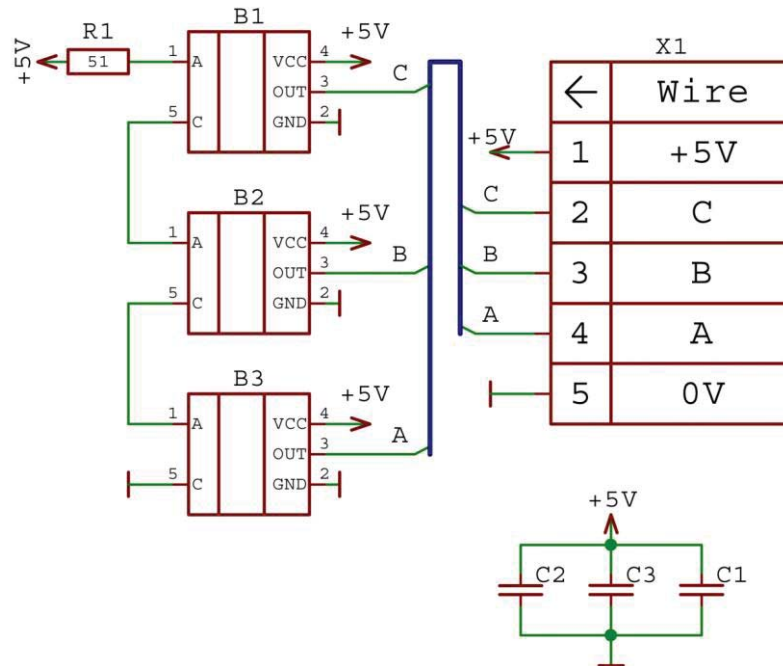 B1
+5V
R1
51
+5V
1
A
VCC
4
C
OUT
3
5
C
GND
2
X1
Wire
+5V
1
+5V
C
2
C
B
3
B
A
4
A
5
0V
B2
+5V
1
A
VCC
4
B
OUT
3
5
C
GND
2
B3
+5V
1
A
VCC
4
A
OUT
3
5
C
GND
2
+5V
C2
C3
C1